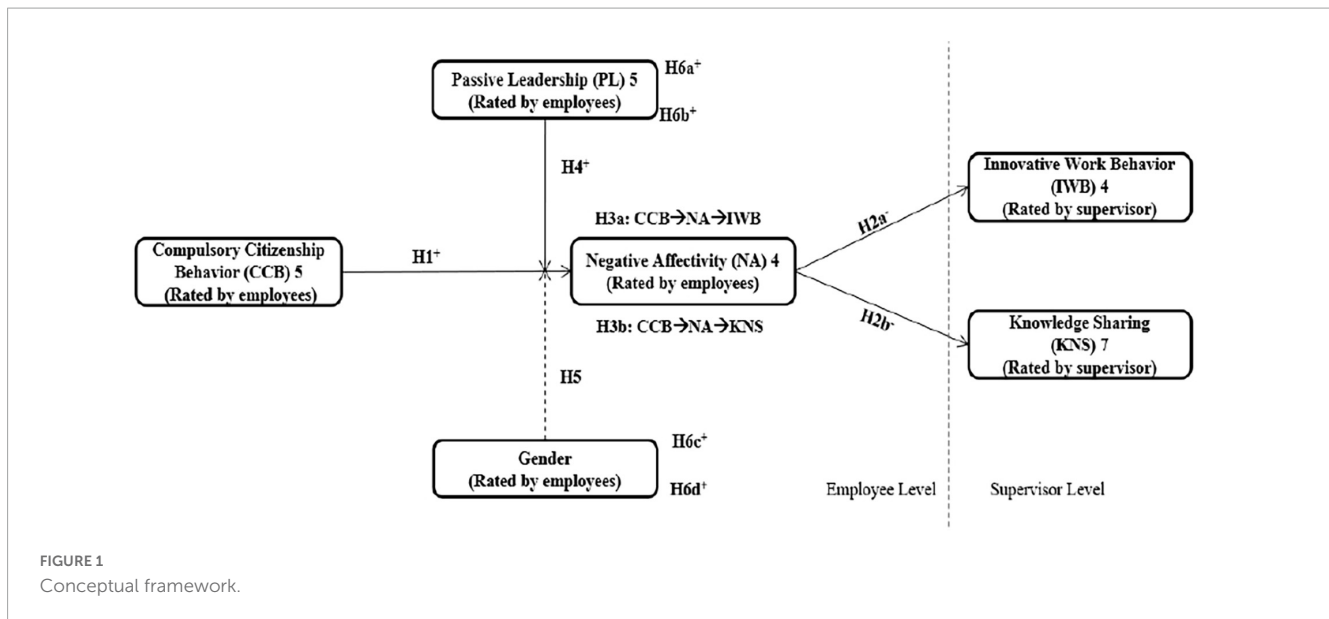 Passive Leadership (PL) 5
(Rated by employees)
H6a⁺
H6b⁺
H4⁺
Innovative Work Behavior
(IWB) 4
(Rated by supervisor)
H3a: CCB→NA→IWB
H2a⁻
Compulsory Citizenship
Behavior (CCB) 5
(Rated by employees)
H1⁺
Negative Affectivity (NA) 4
(Rated by employees)
H3b: CCB→NA→KNS
H2b⁻
Knowledge Sharing
(KNS) 7
(Rated by supervisor)
H5
Gender
(Rated by employees)
H6c⁺
H6d⁺
Employee Level
Supervisor Level
FIGURE 1
Conceptual framework.